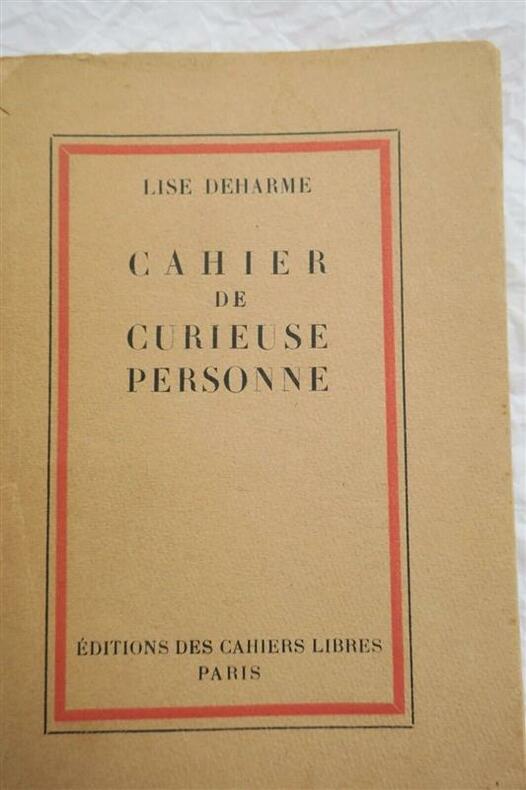 LISE DEHARME
CAHIER
DE
CURIEUSE
PERSONNE
ÉDITIONS DES CAHIERS LIBRES
PARIS